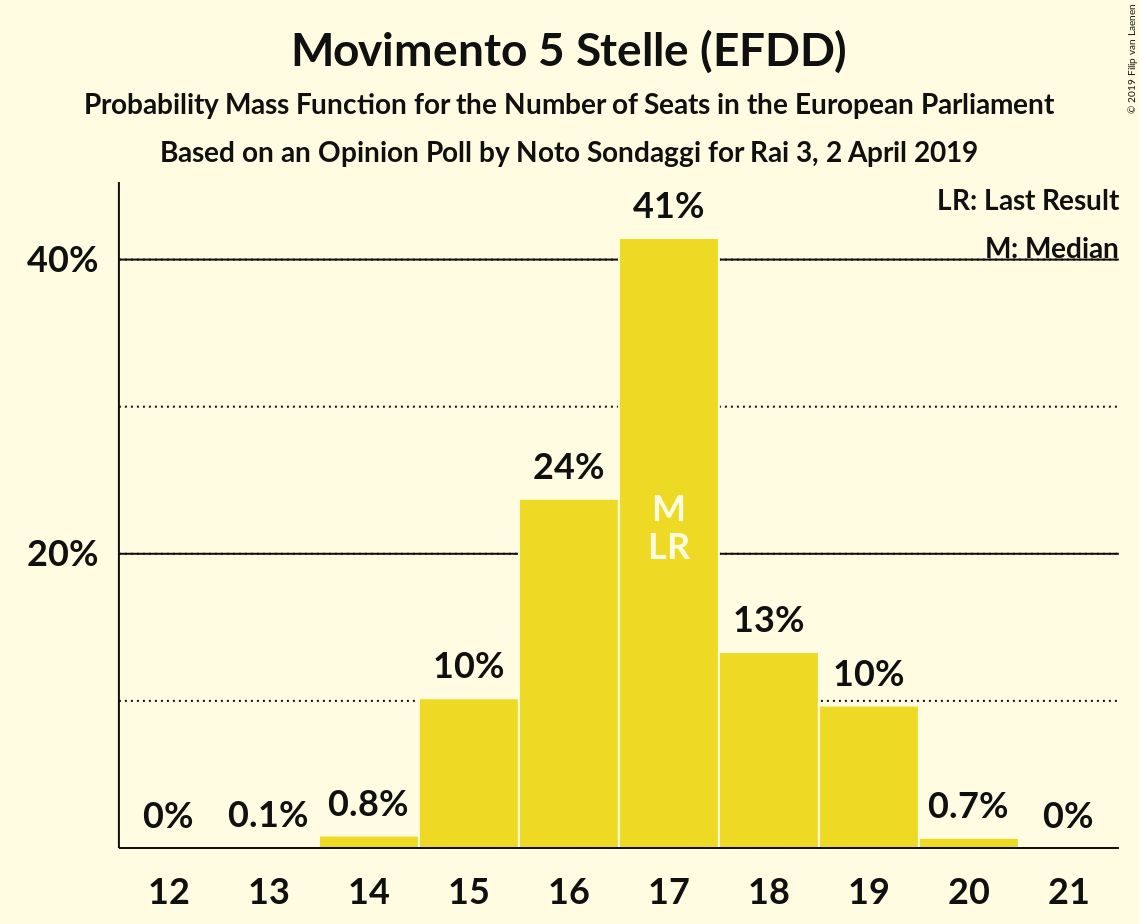 Movimento 5 Stelle (EFDD)
Probability Mass Function for the Number of Seats in the European Parliament
Based on an Opinion Poll by Noto Sondaggi for Rai 3, 2 April 2019
© 2019 Filip van Laenen
LR: Last Result
M: Median
40%
20%
0%
0.1%
0.8%
10%
24%
41%
M
LR
13%
10%
0.7%
0%
12 13 14 15 16 17 18 19 20 21